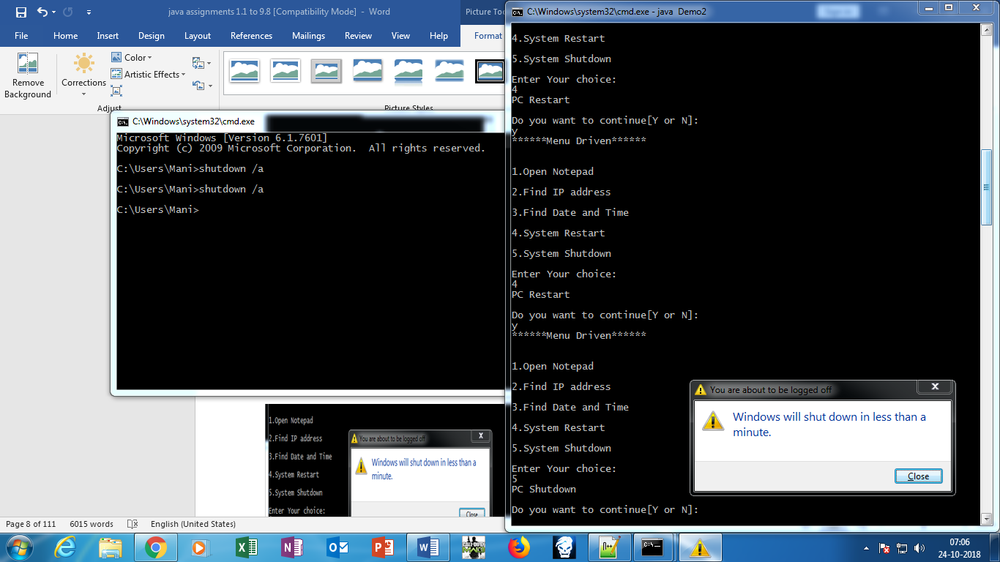 java assignments 1.1 to 9.8 [Compatibility Mode] - Word
Picture Too
File Home Insert Design Layout References Mailings Review View Help Format
Remove Background
Corrections
Color
Artistic Effects
Adjust
Picture Styles
C:\Windows\system32\cmd.exe
Microsoft Windows [Version 6.1.7601]
Copyright (c) 2009 Microsoft Corporation.  All rights reserved.
C:\Users\Mani>shutdown /a
C:\Users\Mani>shutdown /a
C:\Users\Mani>
1.Open Notepad
2.Find IP address
3.Find Date and Time
4.System Restart
5.System Shutdown
Enter Your choice:
You are about to be logged off
X
Windows will shut down in less than a
minute.
Close
C:\Windows\system32\cmd.exe - java  Demo2
4.System Restart
5.System Shutdown
Enter Your choice:
4
PC Restart
Do you want to continue[Y or N]:
y
******Menu Driven******
1.Open Notepad
2.Find IP address
3.Find Date and Time
4.System Restart
5.System Shutdown
Enter Your choice:
4
PC Restart
Do you want to continue[Y or N]:
y
******Menu Driven******
1.Open Notepad
2.Find IP address
3.Find Date and Time
4.System Restart
5.System Shutdown
Enter Your choice:
5
PC Shutdown
Do you want to continue[Y or N]:
You are about to be logged off
X
Windows will shut down in less than a
minute.
Close
Page 8 of 111 6015 words English (United States)
07:06
24-10-2018